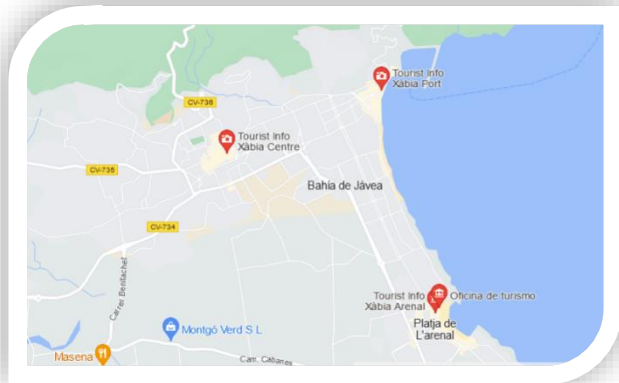 Tourist Info
Xàbia Port
CV-736
Tourist Info
Xàbia Centre
CV-735
Bahía de Jávea
CV-734
Carrer Benitachel
Tourist Info
Xàbia Arenal
Oficina de turismo
Platja de
L'arenal
Montgó Verd S L
Masena
Cam. Cabanes